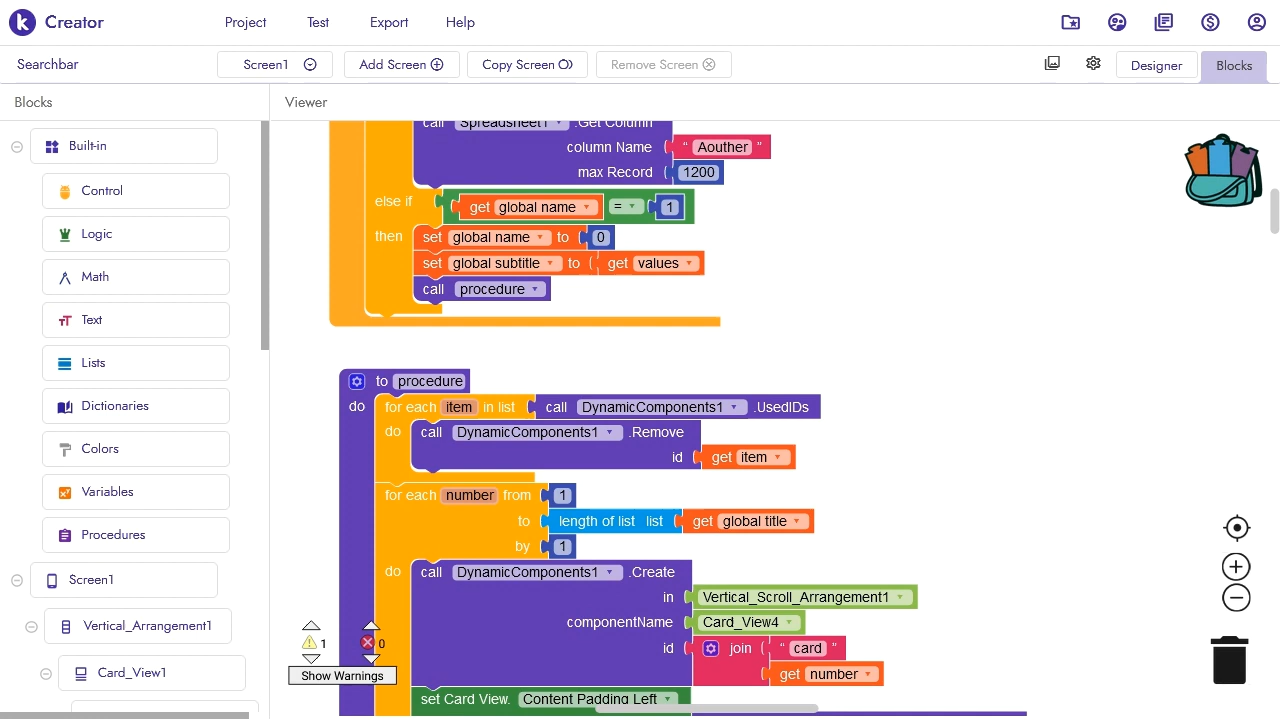 Creator
Project Test Export Help
Searchbar
Screen1 Add Screen Copy Screen Remove Screen Designer Blocks
Blocks
Viewer
Built-in
Control
Logic
Math
Text
Lists
Dictionaries
Colors
Variables
Procedures
Screen1
Vertical_Arrangement1
Card_View1
call Spreadsheet1 .Get Column
column Name “ Aouther ”
max Record 1200
else if get global name = 1
then set global name to 0
set global subtitle to get values
call procedure
to procedure
do for each item in list call DynamicComponents1 .UsedIDs
do call DynamicComponents1 .Remove
id get item
for each number from 1
to length of list list get global title
by 1
do call DynamicComponents1 .Create
in Vertical_Scroll_Arrangement1
componentName Card_View4
id join “ card ”
get number
set Card View. Content Padding Left
1 0
Show Warnings